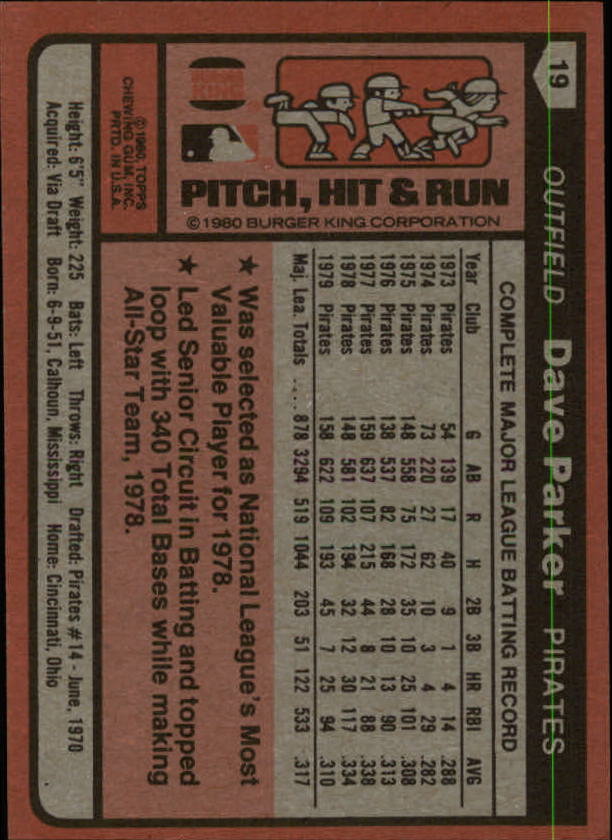 19 OUTFIELD Dave Parker PIRATES
COMPLETE MAJOR LEAGUE BATTING RECORD
Year Club G AB R H 2B 3B HR RBI AVG
1973 Pirates 54 139 17 40 9 1 4 14 .288
1974 Pirates 73 220 27 62 10 3 4 29 .282
1975 Pirates 148 558 75 172 35 10 25 101 .308
1976 Pirates 138 537 82 168 28 10 13 90 .313
1977 Pirates 159 637 107 215 44 8 21 88 .338
1978 Pirates 148 581 102 194 32 12 30 117 .334
1979 Pirates 158 622 109 193 45 7 25 94 .310
Maj. Lea. Totals .... 878 3294 519 1044 203 51 122 533 .317
BURGER KING
PITCH, HIT & RUN
© 1980 BURGER KING CORPORATION
★ Was selected as National League's Most
Valuable Player for 1978.
★ Led Senior Circuit in Batting and topped
loop with 340 Total Bases while making
All-Star Team, 1978.
© 1980, TOPPS
CHEWING GUM, INC.
PRTD. IN U.S.A.
Height: 6'5" Weight: 225 Bats: Left Throws: Right Drafted: Pirates #14 - June, 1970
Acquired: Via Draft Born: 6-9-51, Calhoun, Mississippi Home: Cincinnati, Ohio